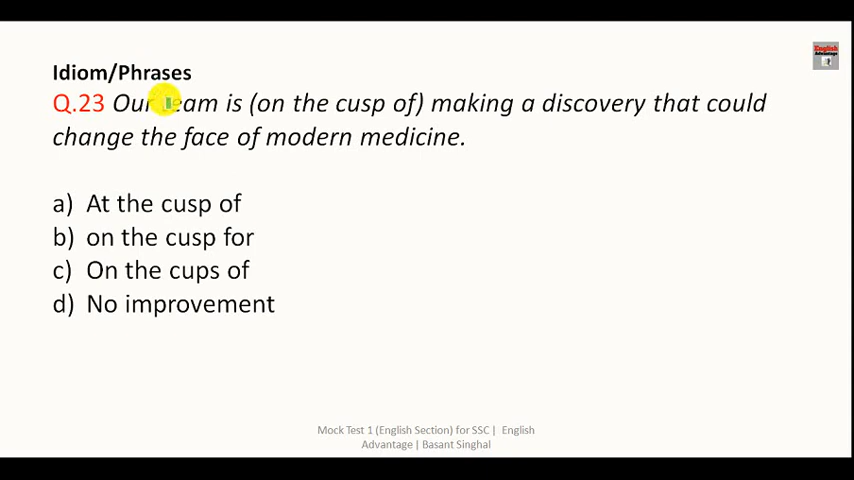 English
Advantage
Idiom/Phrases
Q.23 Our team is (on the cusp of) making a discovery that could
change the face of modern medicine.
a) At the cusp of
b) on the cusp for
c) On the cups of
d) No improvement
Mock Test 1 (English Section) for SSC | English
Advantage | Basant Singhal